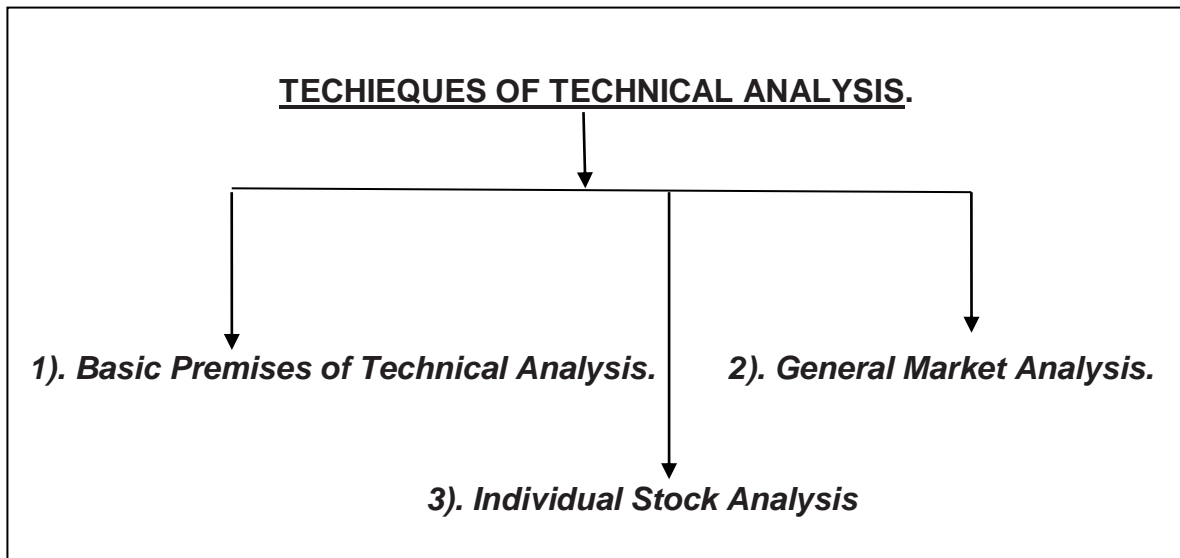 TECHIEQUES OF TECHNICAL ANALYSIS.
1). Basic Premises of Technical Analysis.
2). General Market Analysis.
3). Individual Stock Analysis